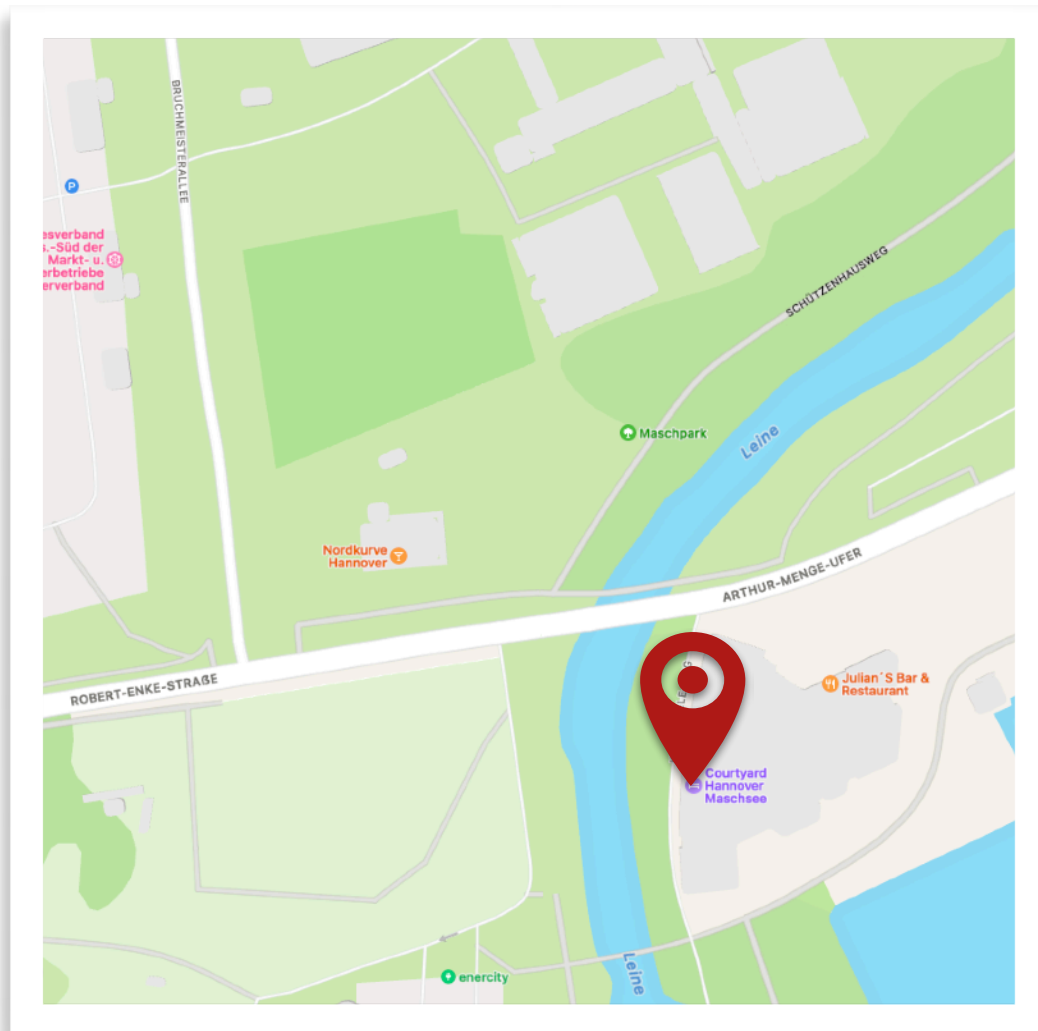 BRUCHMEISTERALLEE
P
esverband
s.-Süd der
Markt- u.
erbetriebe
erverband
SCHÜTZENHAUSWEG
Maschpark
Leine
Nordkurve
Hannover
ARTHUR-MENGE-UFER
ROBERT-ENKE-STRAßE
Julian´S Bar &
Restaurant
Courtyard
Hannover
Maschsee
enercity
Leine